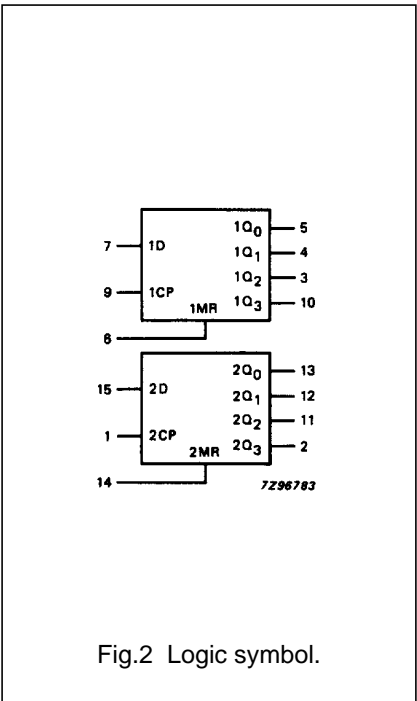 1Q0 5
7 1D 1Q1 4
1Q2 3
9 1CP 1Q3 10
1MR
6
2Q0 13
15 2D 2Q1 12
2Q2 11
1 2CP 2Q3 2
2MR
14
7Z96783
Fig.2 Logic symbol.